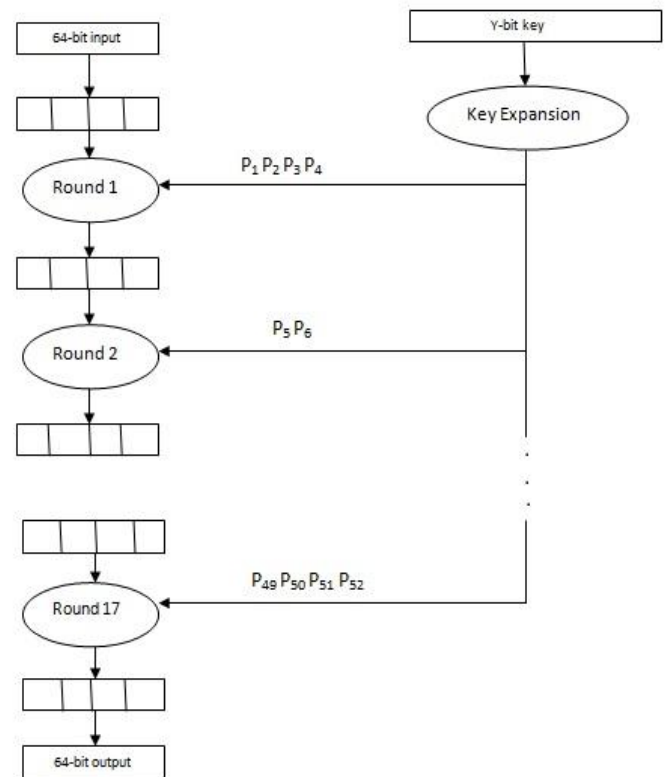 64-bit input
Y-bit key
Key Expansion
P₁ P₂ P₃ P₄
Round 1
P₅ P₆
Round 2
.
.
.
P₄₉ P₅₀ P₅₁ P₅₂
Round 17
64-bit output